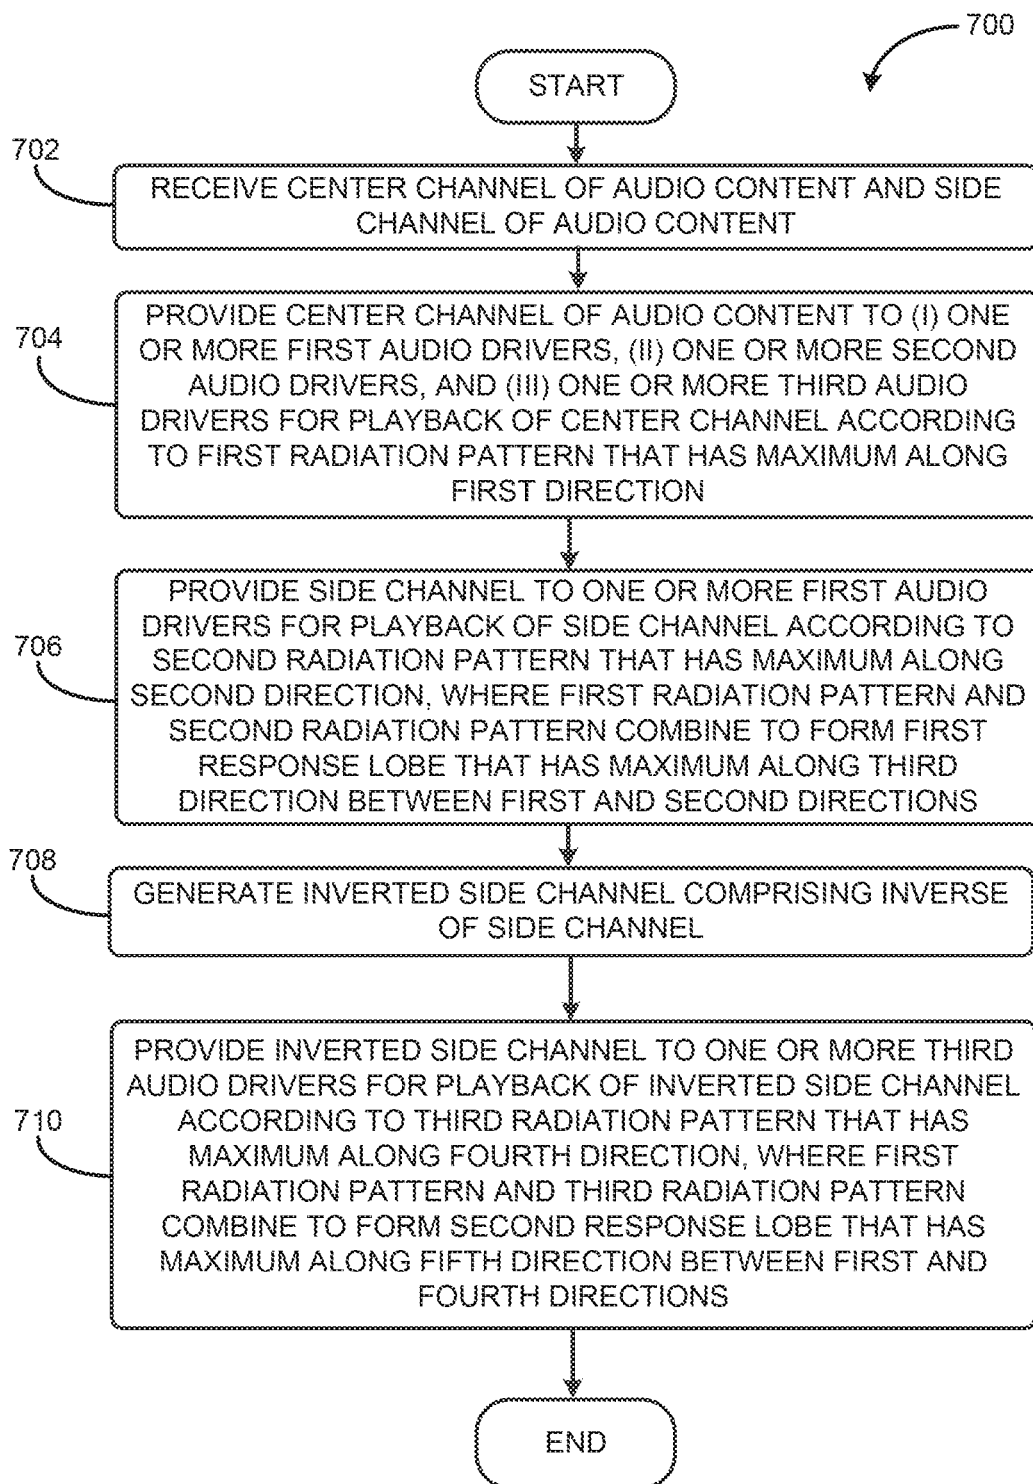 700
START
702
RECEIVE CENTER CHANNEL OF AUDIO CONTENT AND SIDE
CHANNEL OF AUDIO CONTENT
704
PROVIDE CENTER CHANNEL OF AUDIO CONTENT TO (I) ONE
OR MORE FIRST AUDIO DRIVERS, (II) ONE OR MORE SECOND
AUDIO DRIVERS, AND (III) ONE OR MORE THIRD AUDIO
DRIVERS FOR PLAYBACK OF CENTER CHANNEL ACCORDING
TO FIRST RADIATION PATTERN THAT HAS MAXIMUM ALONG
FIRST DIRECTION
706
PROVIDE SIDE CHANNEL TO ONE OR MORE FIRST AUDIO
DRIVERS FOR PLAYBACK OF SIDE CHANNEL ACCORDING TO
SECOND RADIATION PATTERN THAT HAS MAXIMUM ALONG
SECOND DIRECTION, WHERE FIRST RADIATION PATTERN AND
SECOND RADIATION PATTERN COMBINE TO FORM FIRST
RESPONSE LOBE THAT HAS MAXIMUM ALONG THIRD
DIRECTION BETWEEN FIRST AND SECOND DIRECTIONS
708
GENERATE INVERTED SIDE CHANNEL COMPRISING INVERSE
OF SIDE CHANNEL
710
PROVIDE INVERTED SIDE CHANNEL TO ONE OR MORE THIRD
AUDIO DRIVERS FOR PLAYBACK OF INVERTED SIDE CHANNEL
ACCORDING TO THIRD RADIATION PATTERN THAT HAS
MAXIMUM ALONG FOURTH DIRECTION, WHERE FIRST
RADIATION PATTERN AND THIRD RADIATION PATTERN
COMBINE TO FORM SECOND RESPONSE LOBE THAT HAS
MAXIMUM ALONG FIFTH DIRECTION BETWEEN FIRST AND
FOURTH DIRECTIONS
END